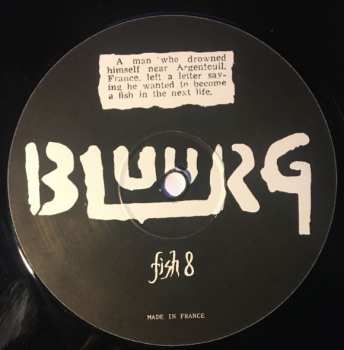 A man who drowned
himself near Argenteuil,
France, left a letter say-
ing he wanted to become
a fish in the next life.
BLUURG
fish 8
MADE IN FRANCE